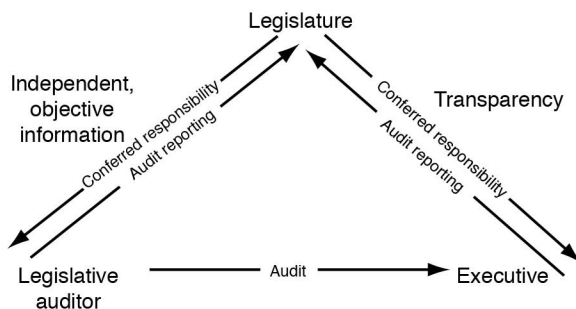 Legislature
Independent,
objective
information
Transparency
Conferred responsibility
Audit reporting
Conferred responsibility
Audit reporting
Legislative
auditor
Audit
Executive